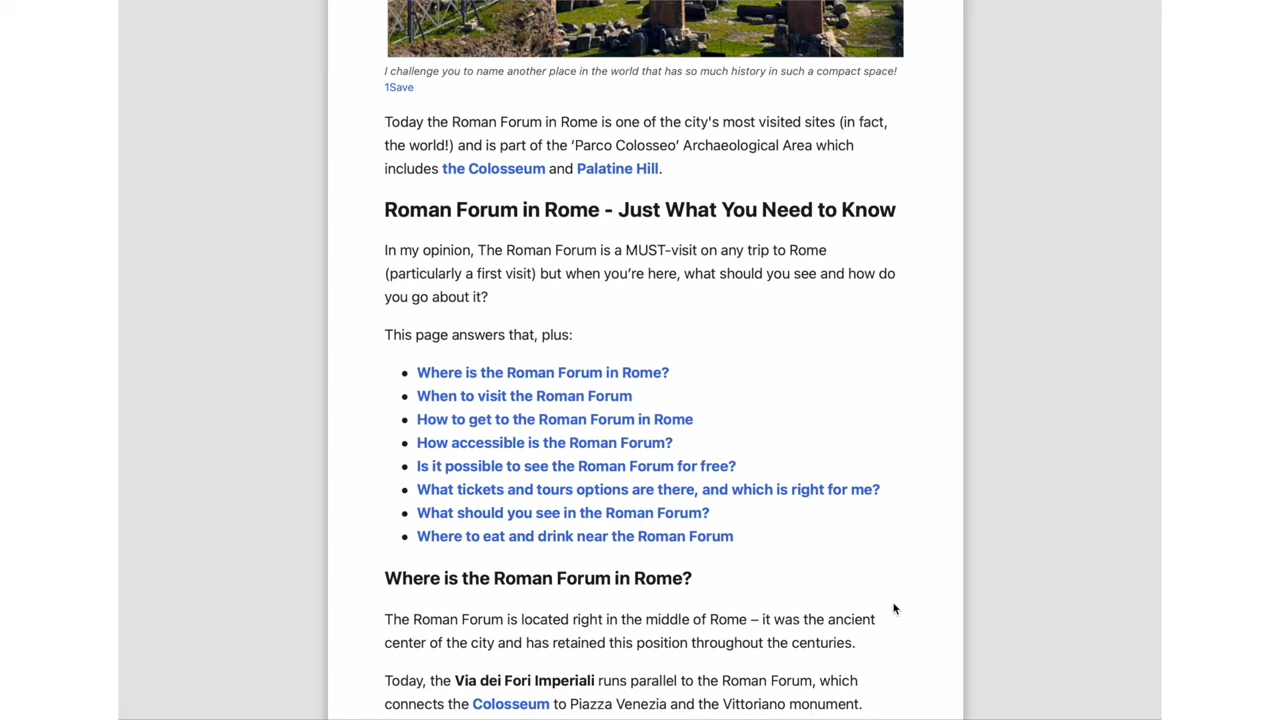 I challenge you to name another place in the world that has so much history in such a compact space!
1Save
Today the Roman Forum in Rome is one of the city's most visited sites (in fact,
the world!) and is part of the ‘Parco Colosseo’ Archaeological Area which
includes the Colosseum and Palatine Hill.
Roman Forum in Rome - Just What You Need to Know
In my opinion, The Roman Forum is a MUST-visit on any trip to Rome
(particularly a first visit) but when you’re here, what should you see and how do
you go about it?
This page answers that, plus:
• Where is the Roman Forum in Rome?
• When to visit the Roman Forum
• How to get to the Roman Forum in Rome
• How accessible is the Roman Forum?
• Is it possible to see the Roman Forum for free?
• What tickets and tours options are there, and which is right for me?
• What should you see in the Roman Forum?
• Where to eat and drink near the Roman Forum
Where is the Roman Forum in Rome?
The Roman Forum is located right in the middle of Rome – it was the ancient
center of the city and has retained this position throughout the centuries.
Today, the Via dei Fori Imperiali runs parallel to the Roman Forum, which
connects the Colosseum to Piazza Venezia and the Vittoriano monument.